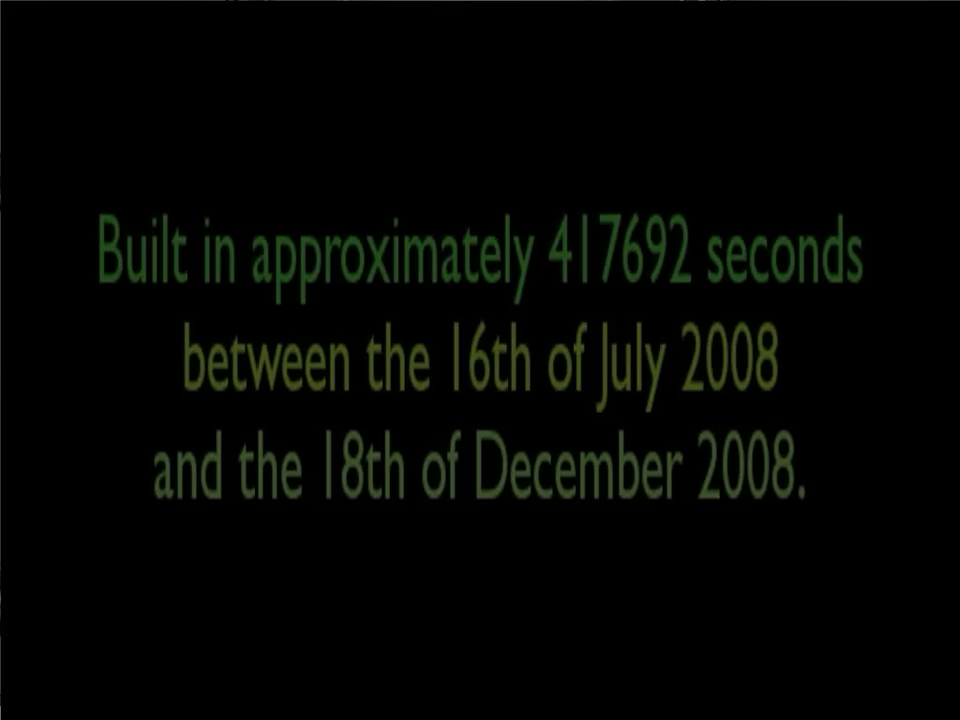 Built in approximately 417692 seconds
between the 16th of July 2008
and the 18th of December 2008.